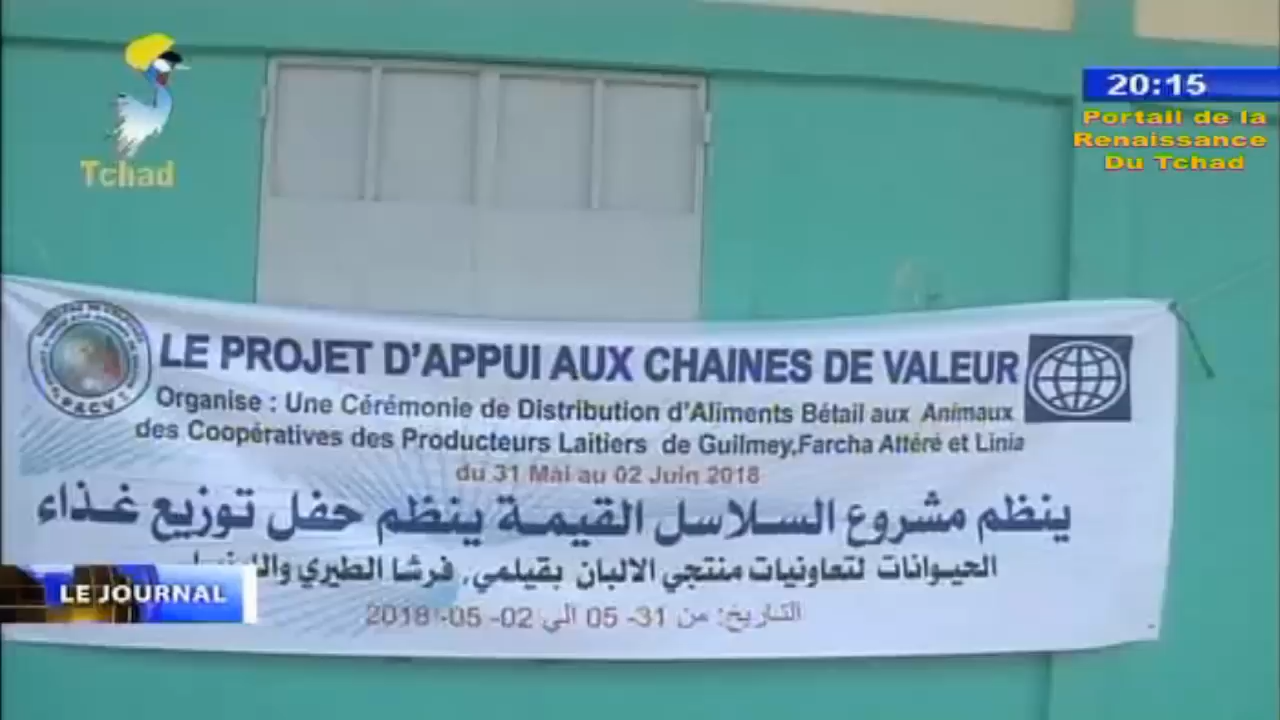 Tchad
20:15
Portail de la
Renaissance
Du Tchad
LE PROJET D'APPUI AUX CHAINES DE VALEUR
Organise : Une Cérémonie de Distribution d'Aliments Bétail aux Animaux
des Coopératives des Producteurs Laitiers de Guilmey,Farcha Attéré et Linia
du 31 Mai au 02 Juin 2018
ينظم مشروع السلاسل القيمة ينظم حفل توزيع غذاء
الحيوانات لتعاونيات منتجي الالبان بقيلمي, فرشا الطيري
التاريخ: من 31- 05 الي 02- 05- 2018
P.A.C.V
LE JOURNAL